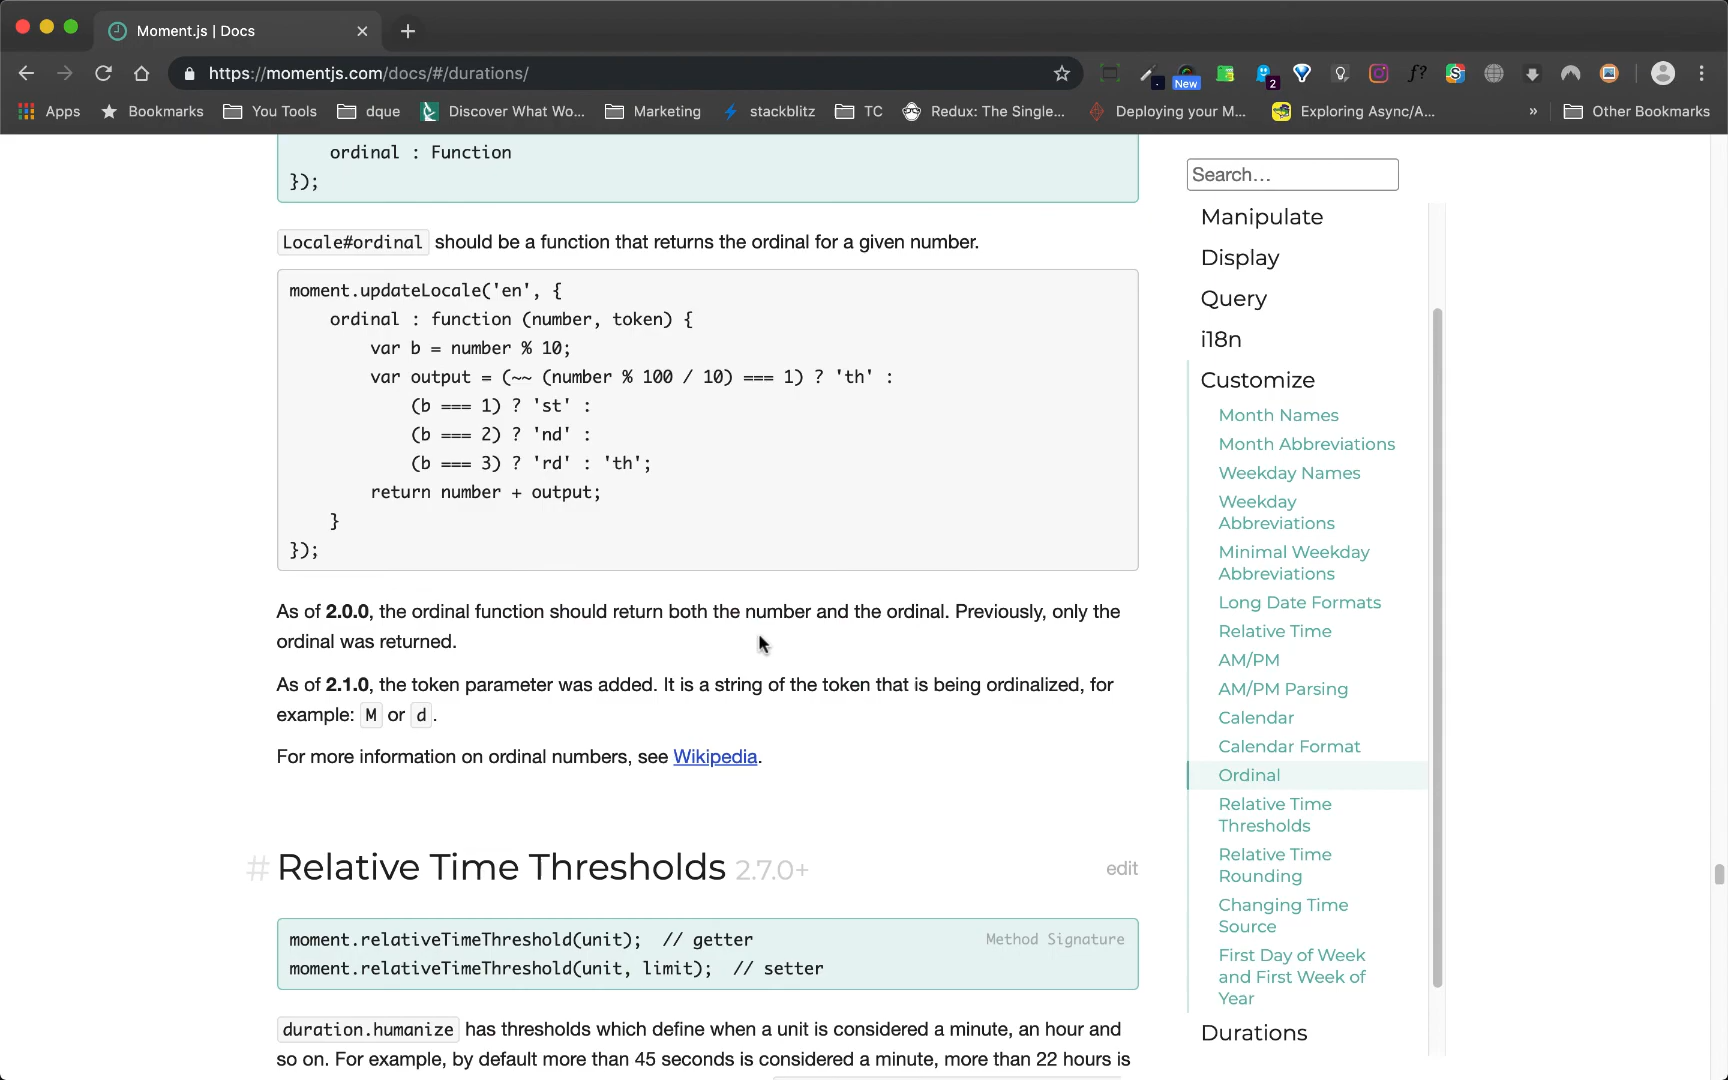 Moment.js | Docs
https://momentjs.com/docs/#/durations/
New
2
f?
Apps
Bookmarks
You Tools
dque
Discover What Wo...
Marketing
stackblitz
TC
Redux: The Single...
Deploying your M...
Exploring Async/A...
»
Other Bookmarks
ordinal : Function
});
Locale#ordinal should be a function that returns the ordinal for a given number.
moment.updateLocale('en', {
ordinal : function (number, token) {
var b = number % 10;
var output = (~~ (number % 100 / 10) === 1) ? 'th' :
(b === 1) ? 'st' :
(b === 2) ? 'nd' :
(b === 3) ? 'rd' : 'th';
return number + output;
}
});
As of 2.0.0, the ordinal function should return both the number and the ordinal. Previously, only the
ordinal was returned.
As of 2.1.0, the token parameter was added. It is a string of the token that is being ordinalized, for
example: M or d.
For more information on ordinal numbers, see Wikipedia.
# Relative Time Thresholds 2.7.0+
edit
moment.relativeTimeThreshold(unit);  // getter
Method Signature
moment.relativeTimeThreshold(unit, limit);  // setter
duration.humanize has thresholds which define when a unit is considered a minute, an hour and
so on. For example, by default more than 45 seconds is considered a minute, more than 22 hours is
Search...
Manipulate
Display
Query
i18n
Customize
Month Names
Month Abbreviations
Weekday Names
Weekday
Abbreviations
Minimal Weekday
Abbreviations
Long Date Formats
Relative Time
AM/PM
AM/PM Parsing
Calendar
Calendar Format
Ordinal
Relative Time
Thresholds
Relative Time
Rounding
Changing Time
Source
First Day of Week
and First Week of
Year
Durations